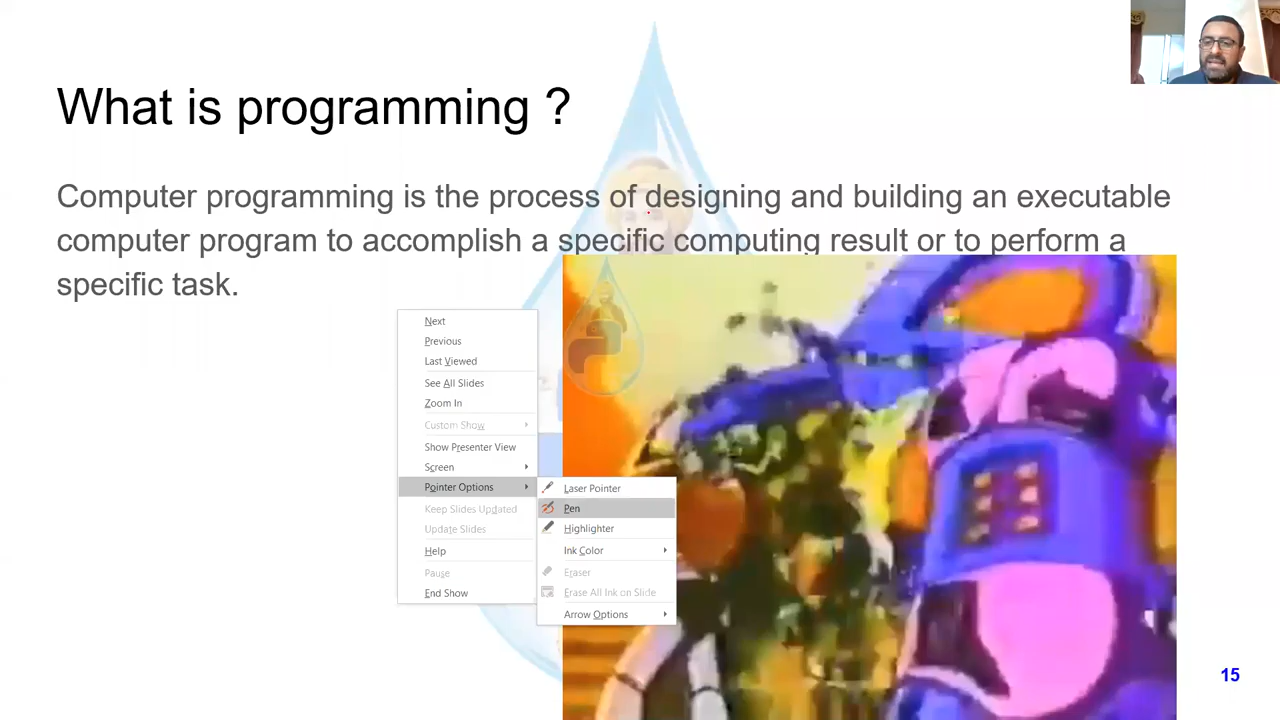 What is programming ?
Computer programming is the process of designing and building an executable
computer program to accomplish a specific computing result or to perform a
specific task.
Next
Previous
Last Viewed
See All Slides
Zoom In
Custom Show
Show Presenter View
Screen
Pointer Options
Keep Slides Updated
Update Slides
Help
Pause
End Show
Laser Pointer
Pen
Highlighter
Ink Color
Eraser
Erase All Ink on Slide
Arrow Options
15